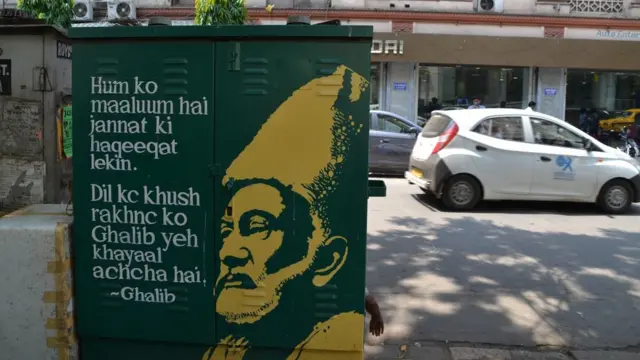 Hum ko
maaluum hai
jannat ki
haqeeqat
lekin.
Dil ke khush
rakhne ko
Ghalib yeh
khayaal
achcha hai.
~Ghalib
DAI